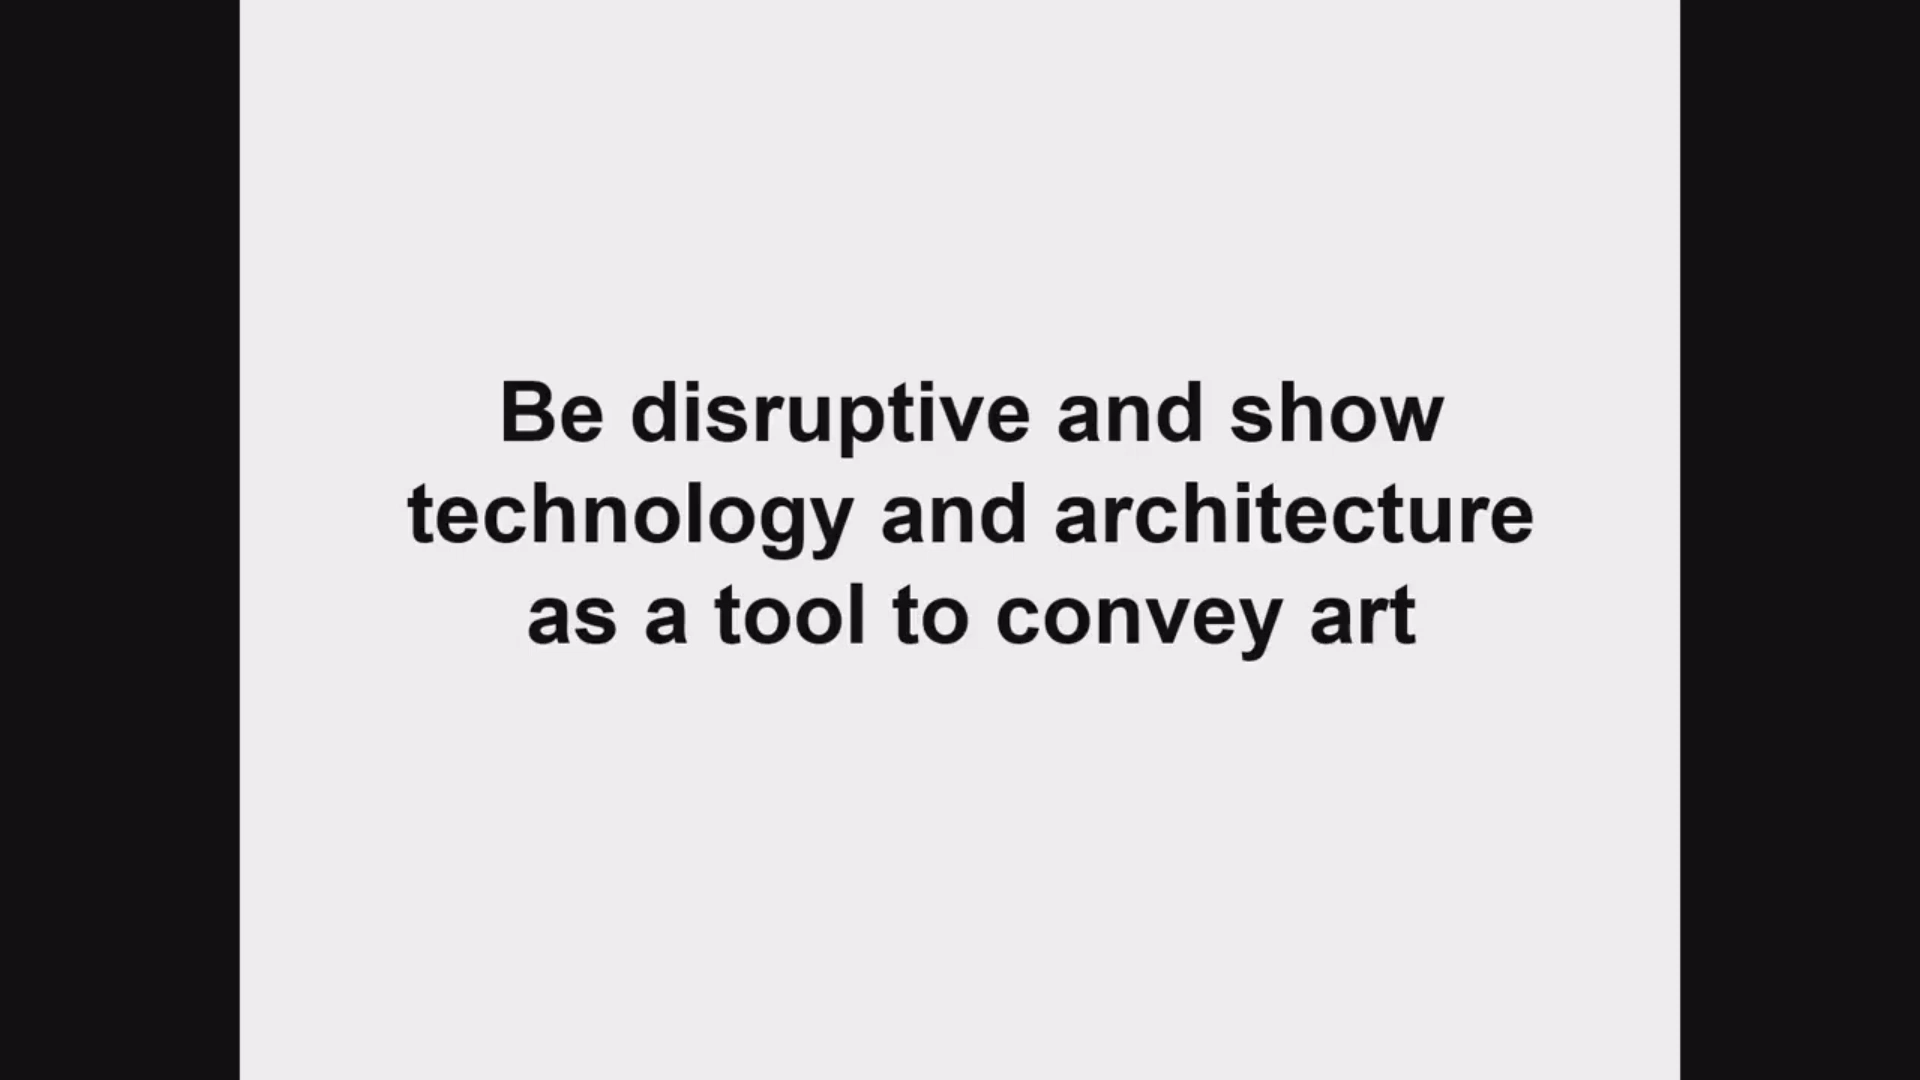 Be disruptive and show
technology and architecture
as a tool to convey art